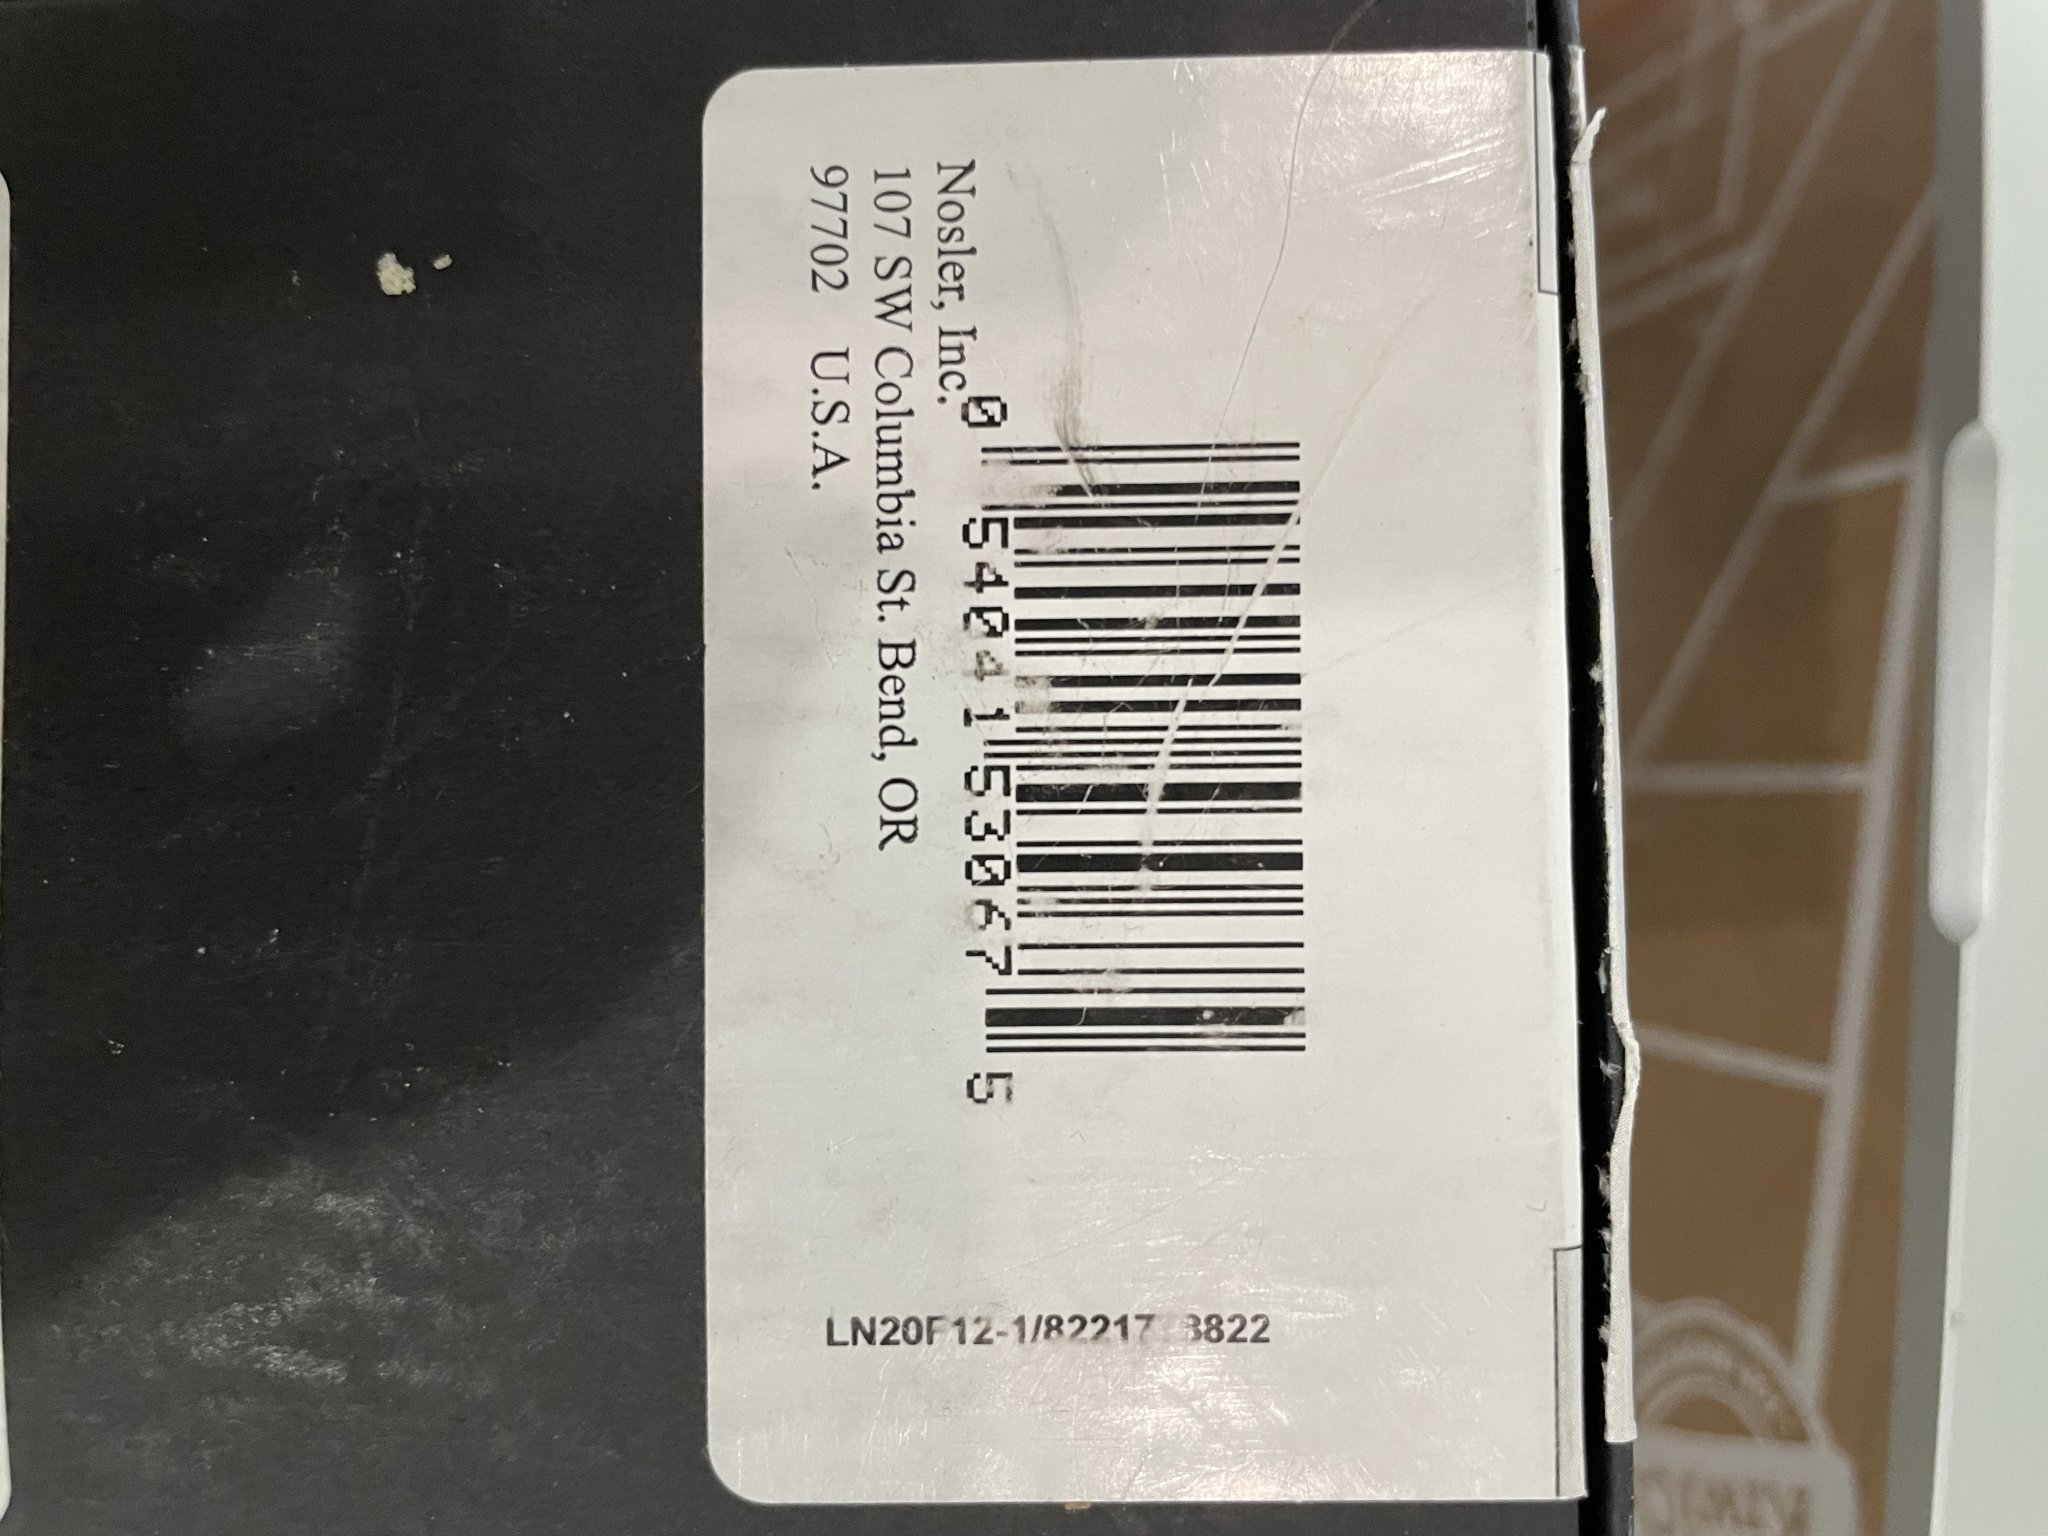 0 54041 53067 5
Nosler, Inc.
107 SW Columbia St. Bend, OR
97702 U.S.A.